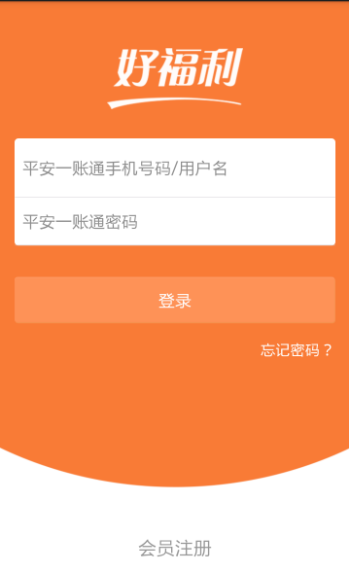 好福利
平安一账通手机号码/用户名
平安一账通密码
登录
忘记密码？
会员注册